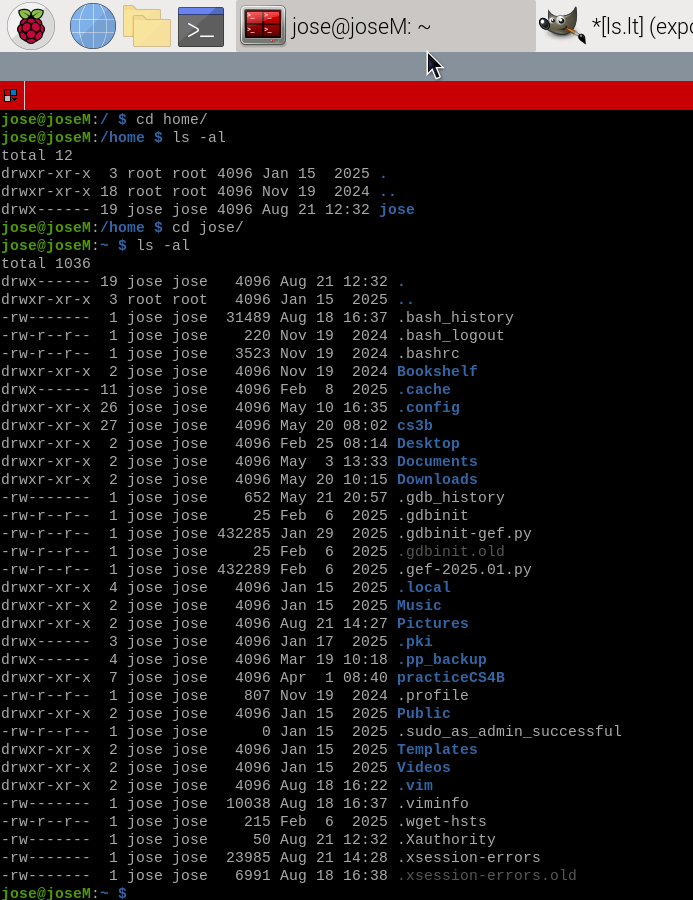 jose@joseM: ~
*[ls.lt] (expo
jose@joseM:/ $ cd home/
jose@joseM:/home $ ls -al
total 12
drwxr-xr-x  3 root root 4096 Jan 15  2025 .
drwxr-xr-x 18 root root 4096 Nov 19  2024 ..
drwx------ 19 jose jose 4096 Aug 21 12:32 jose
jose@joseM:/home $ cd jose/
jose@joseM:~ $ ls -al
total 1036
drwx------ 19 jose jose   4096 Aug 21 12:32 .
drwxr-xr-x  3 root root   4096 Jan 15  2025 ..
-rw-------  1 jose jose  31489 Aug 18 16:37 .bash_history
-rw-r--r--  1 jose jose    220 Nov 19  2024 .bash_logout
-rw-r--r--  1 jose jose   3523 Nov 19  2024 .bashrc
drwxr-xr-x  2 jose jose   4096 Nov 19  2024 Bookshelf
drwx------ 11 jose jose   4096 Feb  8  2025 .cache
drwxr-xr-x 26 jose jose   4096 May 10 16:35 .config
drwxr-xr-x 27 jose jose   4096 May 20 08:02 cs3b
drwxr-xr-x  2 jose jose   4096 Feb 25 08:14 Desktop
drwxr-xr-x  2 jose jose   4096 May  3 13:33 Documents
drwxr-xr-x  2 jose jose   4096 May 20 10:15 Downloads
-rw-------  1 jose jose    652 May 21 20:57 .gdb_history
-rw-r--r--  1 jose jose     25 Feb  6  2025 .gdbinit
-rw-r--r--  1 jose jose 432285 Jan 29  2025 .gdbinit-gef.py
-rw-r--r--  1 jose jose     25 Feb  6  2025 .gdbinit.old
-rw-r--r--  1 jose jose 432289 Feb  6  2025 .gef-2025.01.py
drwxr-xr-x  4 jose jose   4096 Jan 15  2025 .local
drwxr-xr-x  2 jose jose   4096 Jan 15  2025 Music
drwxr-xr-x  2 jose jose   4096 Aug 21 14:27 Pictures
drwx------  3 jose jose   4096 Jan 17  2025 .pki
drwx------  4 jose jose   4096 Mar 19 10:18 .pp_backup
drwxr-xr-x  7 jose jose   4096 Apr  1 08:40 practiceCS4B
-rw-r--r--  1 jose jose    807 Nov 19  2024 .profile
drwxr-xr-x  2 jose jose   4096 Jan 15  2025 Public
-rw-r--r--  1 jose jose      0 Jan 15  2025 .sudo_as_admin_successful
drwxr-xr-x  2 jose jose   4096 Jan 15  2025 Templates
drwxr-xr-x  2 jose jose   4096 Jan 15  2025 Videos
drwxr-xr-x  2 jose jose   4096 Aug 18 16:22 .vim
-rw-------  1 jose jose  10038 Aug 18 16:37 .viminfo
-rw-r--r--  1 jose jose    215 Feb  6  2025 .wget-hsts
-rw-------  1 jose jose     50 Aug 21 12:32 .Xauthority
-rw-------  1 jose jose  23985 Aug 21 14:28 .xsession-errors
-rw-------  1 jose jose   6991 Aug 18 16:38 .xsession-errors.old
jose@joseM:~ $